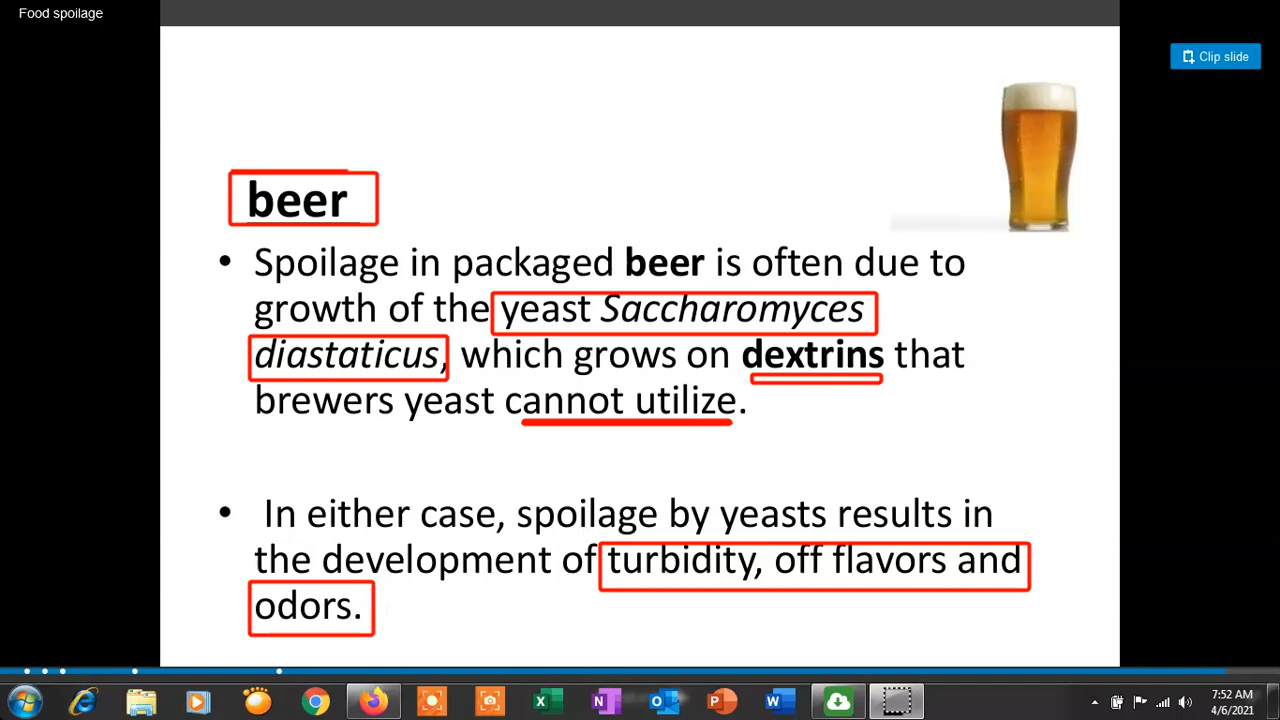 Food spoilage
Clip slide
beer
• Spoilage in packaged beer is often due to
growth of the yeast Saccharomyces
diastaticus, which grows on dextrins that
brewers yeast cannot utilize.
• In either case, spoilage by yeasts results in
the development of turbidity, off flavors and
odors.
7:52 AM
4/6/2021